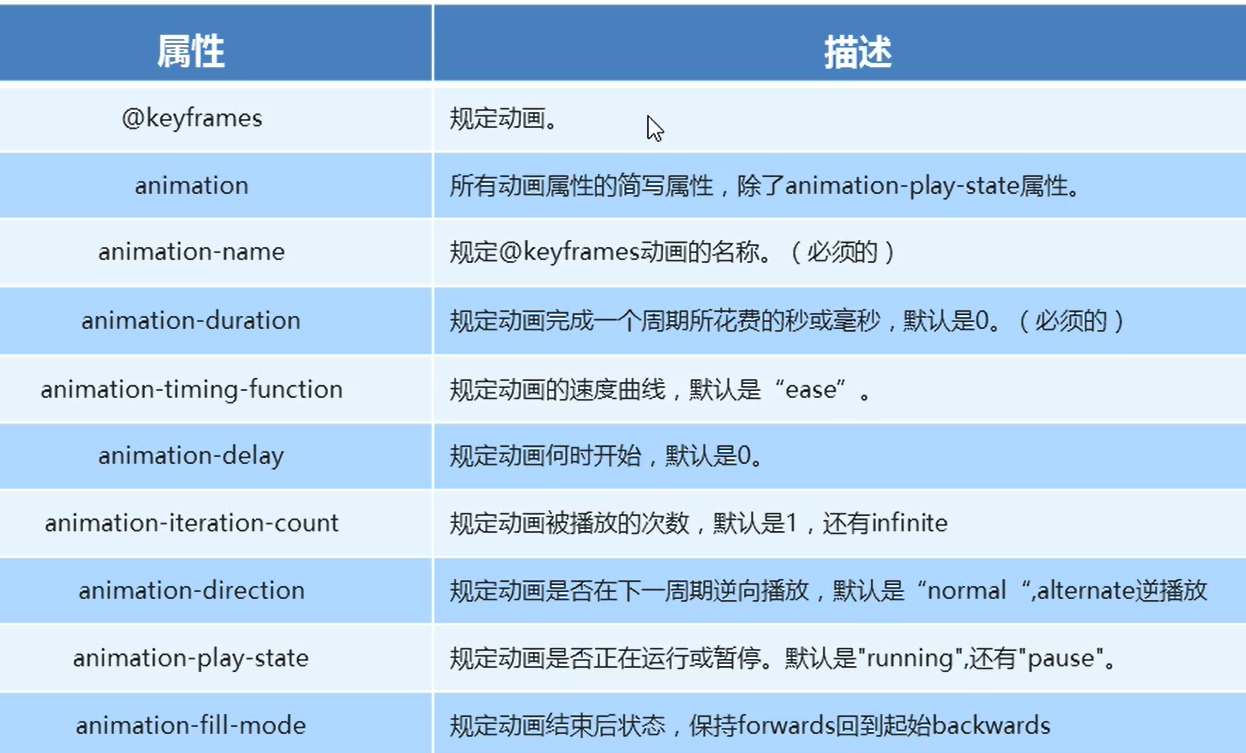 属性 描述
@keyframes 规定动画。
animation 所有动画属性的简写属性，除了animation-play-state属性。
animation-name 规定@keyframes动画的名称。（必须的）
animation-duration 规定动画完成一个周期所花费的秒或毫秒，默认是0。（必须的）
animation-timing-function 规定动画的速度曲线，默认是“ease”。
animation-delay 规定动画何时开始，默认是0。
animation-iteration-count 规定动画被播放的次数，默认是1，还有infinite
animation-direction 规定动画是否在下一周期逆向播放，默认是“normal “,alternate逆播放
animation-play-state 规定动画是否正在运行或暂停。默认是"running",还有"pause"。
animation-fill-mode 规定动画结束后状态，保持forwards回到起始backwards